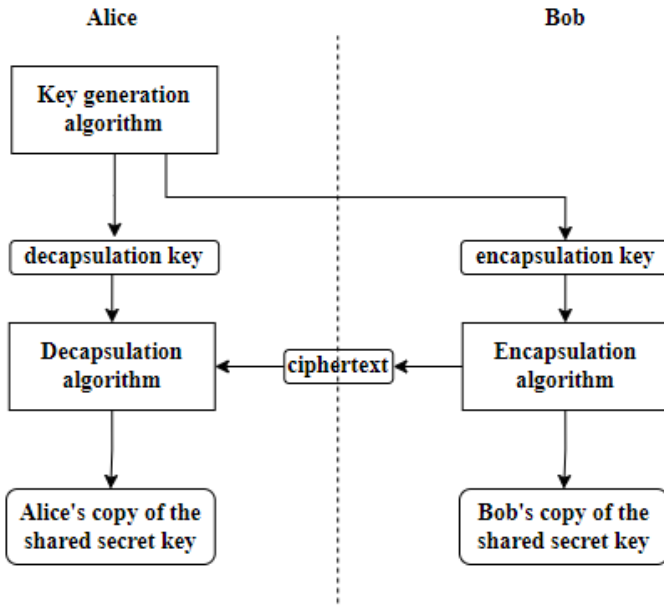 Alice
Bob
Key generation
algorithm
decapsulation key
encapsulation key
Decapsulation
algorithm
ciphertext
Encapsulation
algorithm
Alice's copy of the
shared secret key
Bob's copy of the
shared secret key